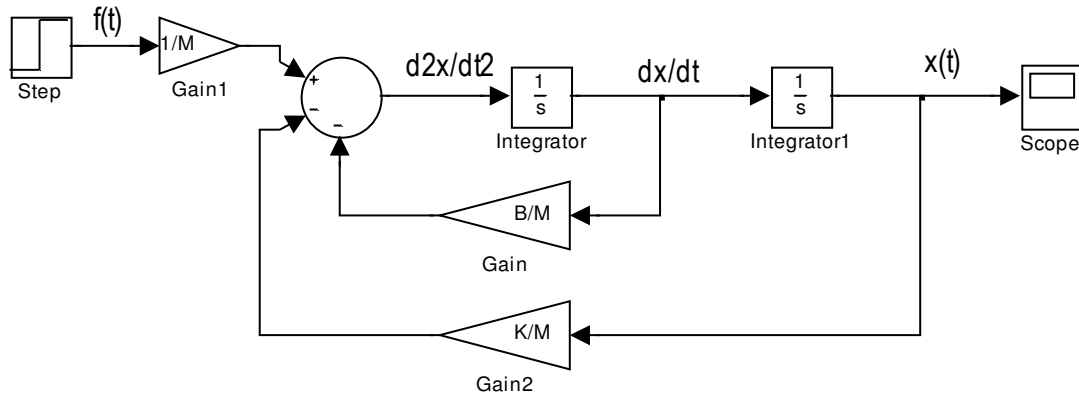 f(t)
1/M
Step
Gain1
+
−
−
d2x/dt2
1
s
Integrator
dx/dt
1
s
Integrator1
x(t)
Scope
B/M
Gain
K/M
Gain2